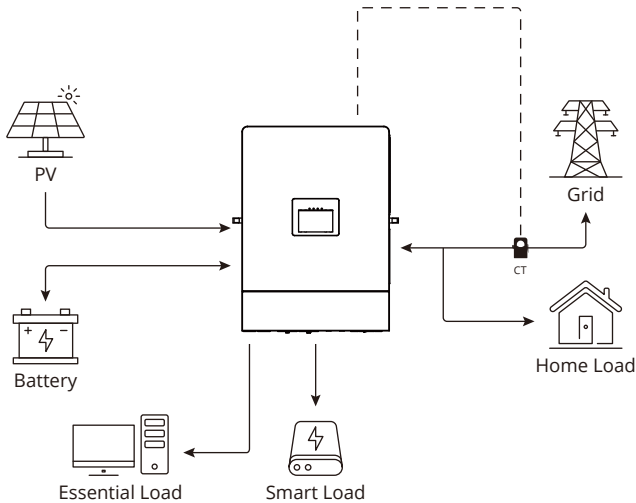 PV
Grid
CT
Home Load
Battery
Essential Load
Smart Load